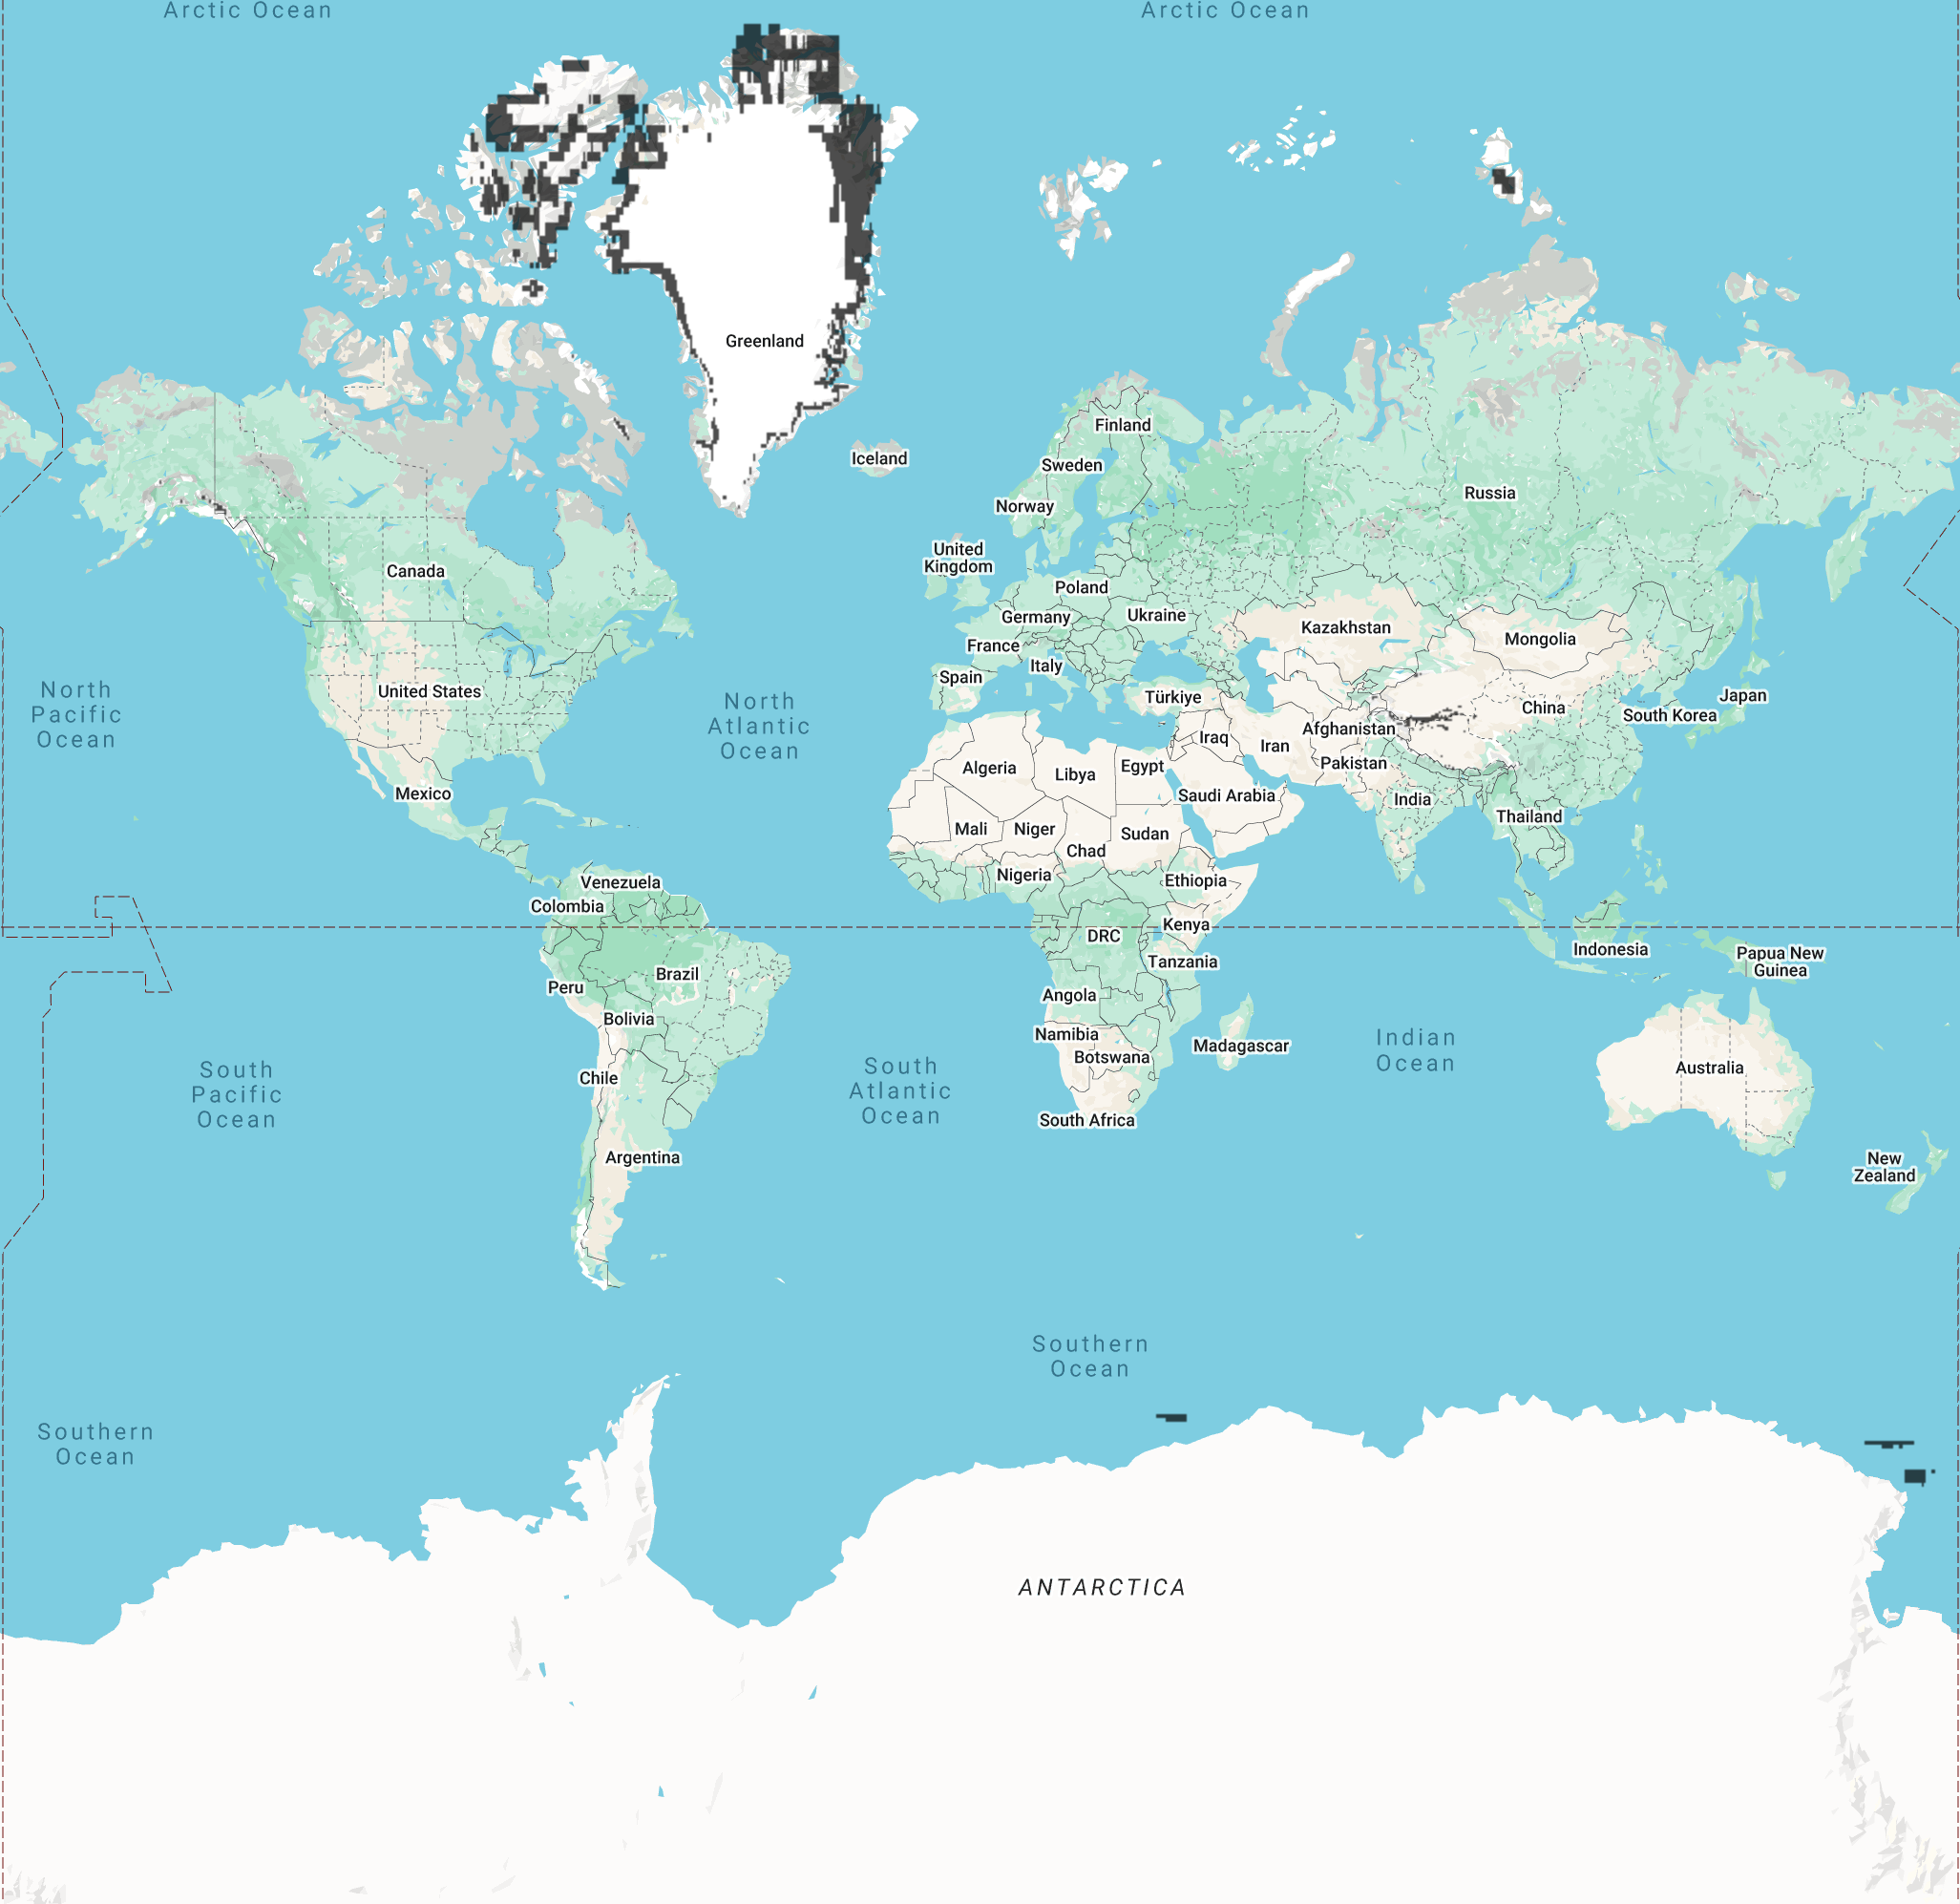 Arctic Ocean
Arctic Ocean
Greenland
Finland
Iceland
Sweden
Russia
Norway
United
Kingdom
Canada
Poland
Germany
Ukraine
Kazakhstan
Mongolia
France
Italy
Spain
United States
North
Pacific
Ocean
North
Atlantic
Ocean
Türkiye
China
Japan
South Korea
Afghanistan
Iraq
Iran
Pakistan
Algeria
Libya
Egypt
Saudi Arabia
India
Mexico
Thailand
Mali
Niger
Sudan
Chad
Nigeria
Ethiopia
Venezuela
Colombia
DRC
Kenya
Indonesia
Papua New
Guinea
Tanzania
Brazil
Peru
Angola
Bolivia
Namibia
Botswana
Madagascar
Indian
Ocean
Australia
South
Pacific
Ocean
Chile
South
Atlantic
Ocean
South Africa
Argentina
New
Zealand
Southern
Ocean
Southern
Ocean
ANTARCTICA